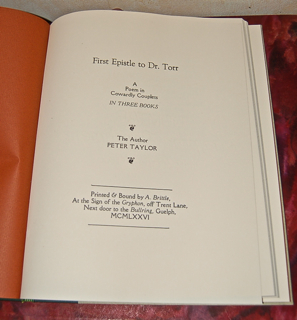 First Epistle to Dr. Torr
A
Poem in
Cowardly Couplets
IN THREE BOOKS
The Author
PETER TAYLOR
Printed & Bound by A. Brittle,
At the Sign of the Gryphon, off Trent Lane,
Next door to the Bullring, Guelph,
MCMLXXVI